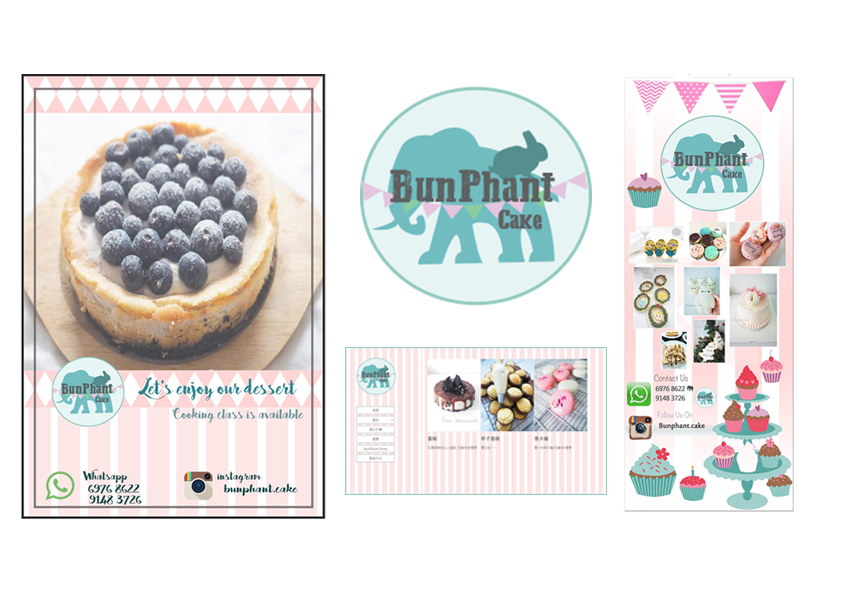 BunPhant
Cake
Let's enjoy our dessert
Cooking class is available
Whatsapp
6976 8622
9148 3726
instagram
bunphant.cake
BunPhant
Cake
BunPhant
Cake
BunPhant
Cake
Contact Us
6976 8622
9148 3726
Follow Us On
Bunphant.cake